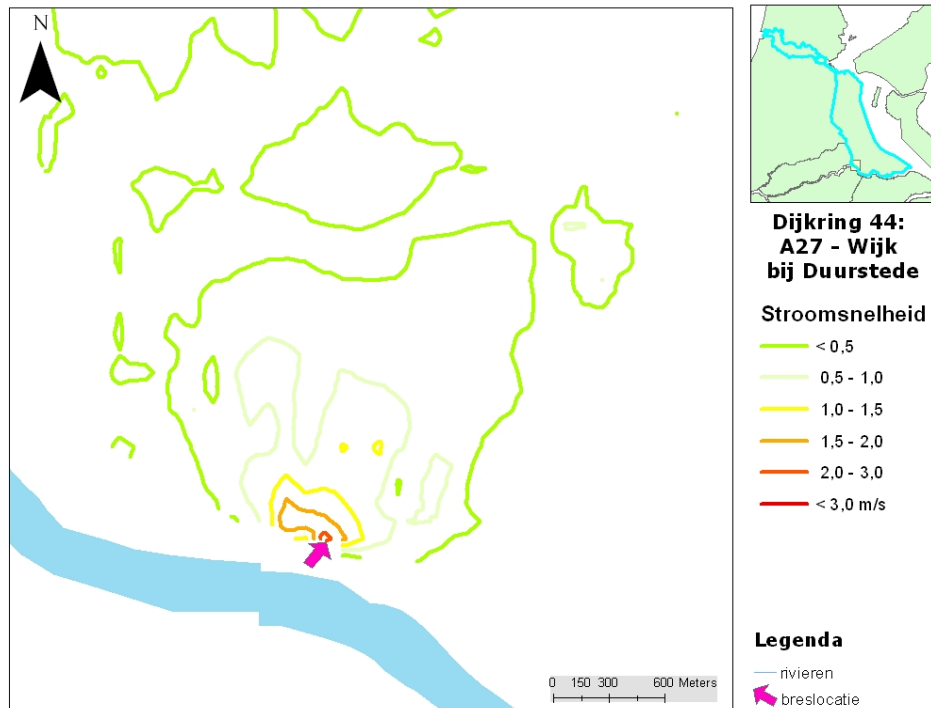 N
Dijkring 44:
A27 - Wijk
bij Duurstede
Stroomsnelheid
< 0,5
0,5 - 1,0
1,0 - 1,5
1,5 - 2,0
2,0 - 3,0
< 3,0 m/s
Legenda
rivieren
breslocatie
0 150 300 600 Meters